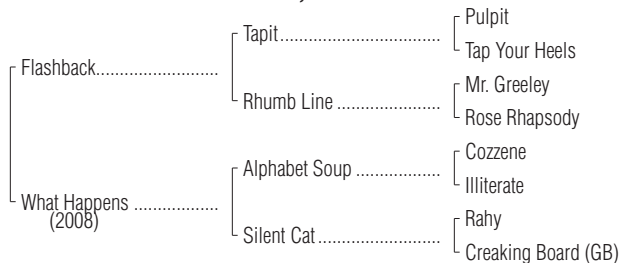 Pulpit
Tapit
Tap Your Heels
Flashback
Mr. Greeley
Rhumb Line
Rose Rhapsody
Cozzene
Alphabet Soup
Illiterate
What Happens
(2008)
Rahy
Silent Cat
Creaking Board (GB)